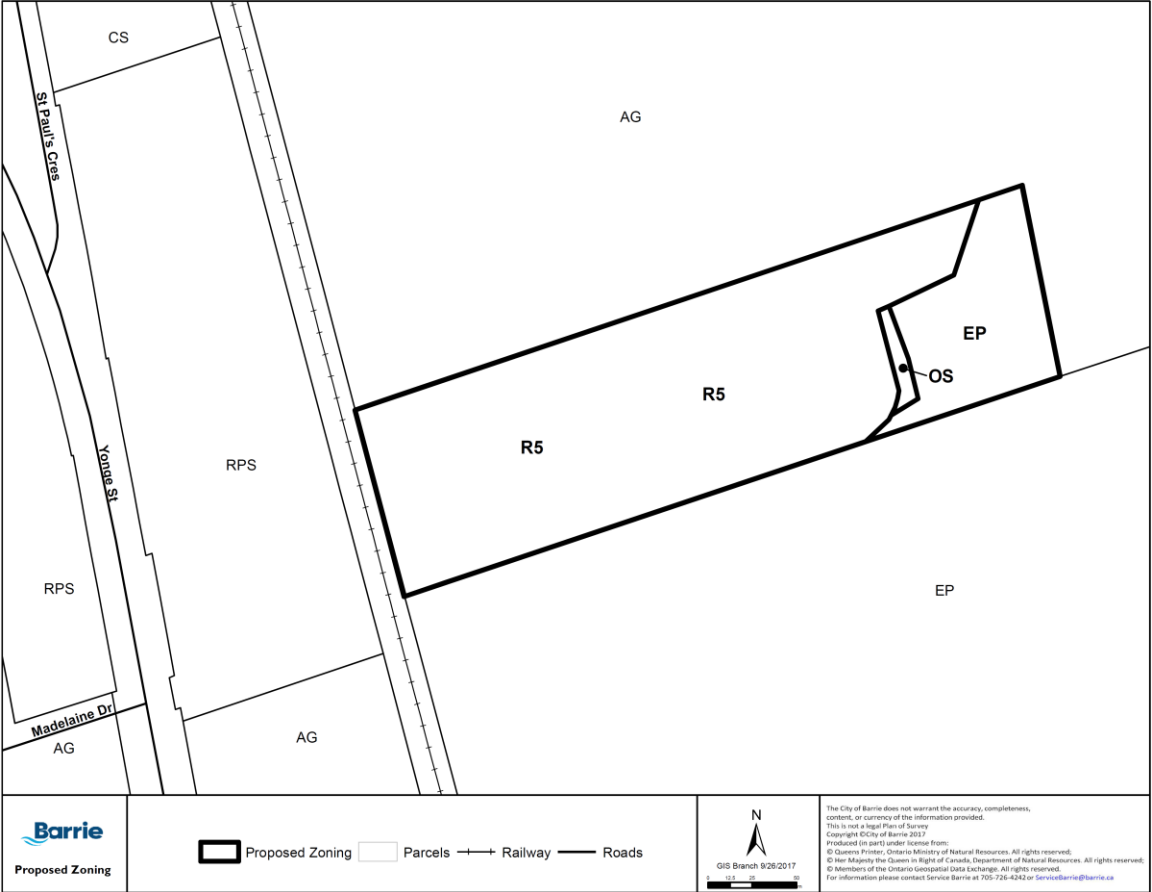 CS
St Paul's Cres
AG
EP
OS
R5
R5
RPS
Yonge St
RPS
EP
Madelaine Dr
AG
AG
Barrie
Proposed Zoning
Proposed Zoning
Parcels
Railway
Roads
N
GIS Branch 9/26/2017
0 12.5 25 50
The City of Barrie does not warrant the accuracy, completeness,
content, or currency of the information provided.
This is not a legal Plan of Survey
Copyright ©City of Barrie 2017
Produced (in part) under license from:
© Queens Printer, Ontario Ministry of Natural Resources. All rights reserved;
© Her Majesty the Queen in Right of Canada, Department of Natural Resources. All rights reserved;
© Members of the Ontario Geospatial Data Exchange. All rights reserved.
For information please contact Service Barrie at 705-726-4242 or ServiceBarrie@barrie.ca